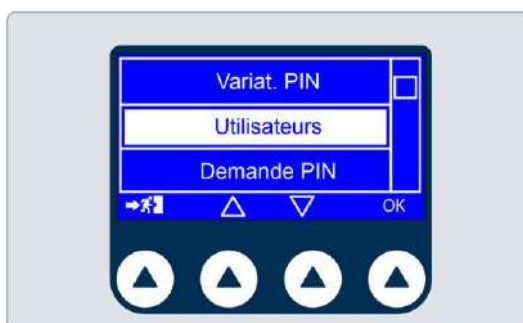 Variat. PIN
Utilisateurs
Demande PIN
OK